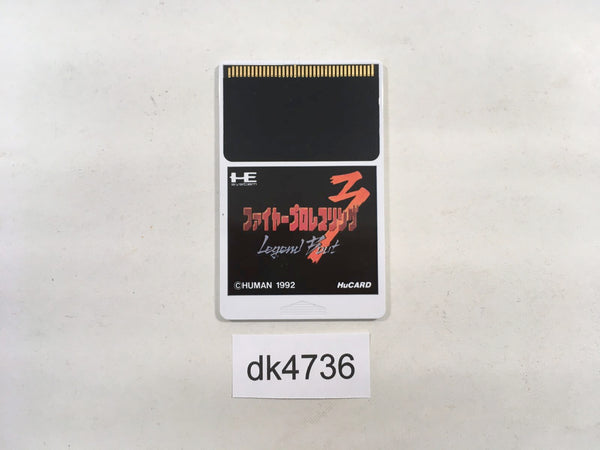 HE
system
ファイヤープロレスリング
3
Legend Bout
©HUMAN 1992
HuCARD
dk4736